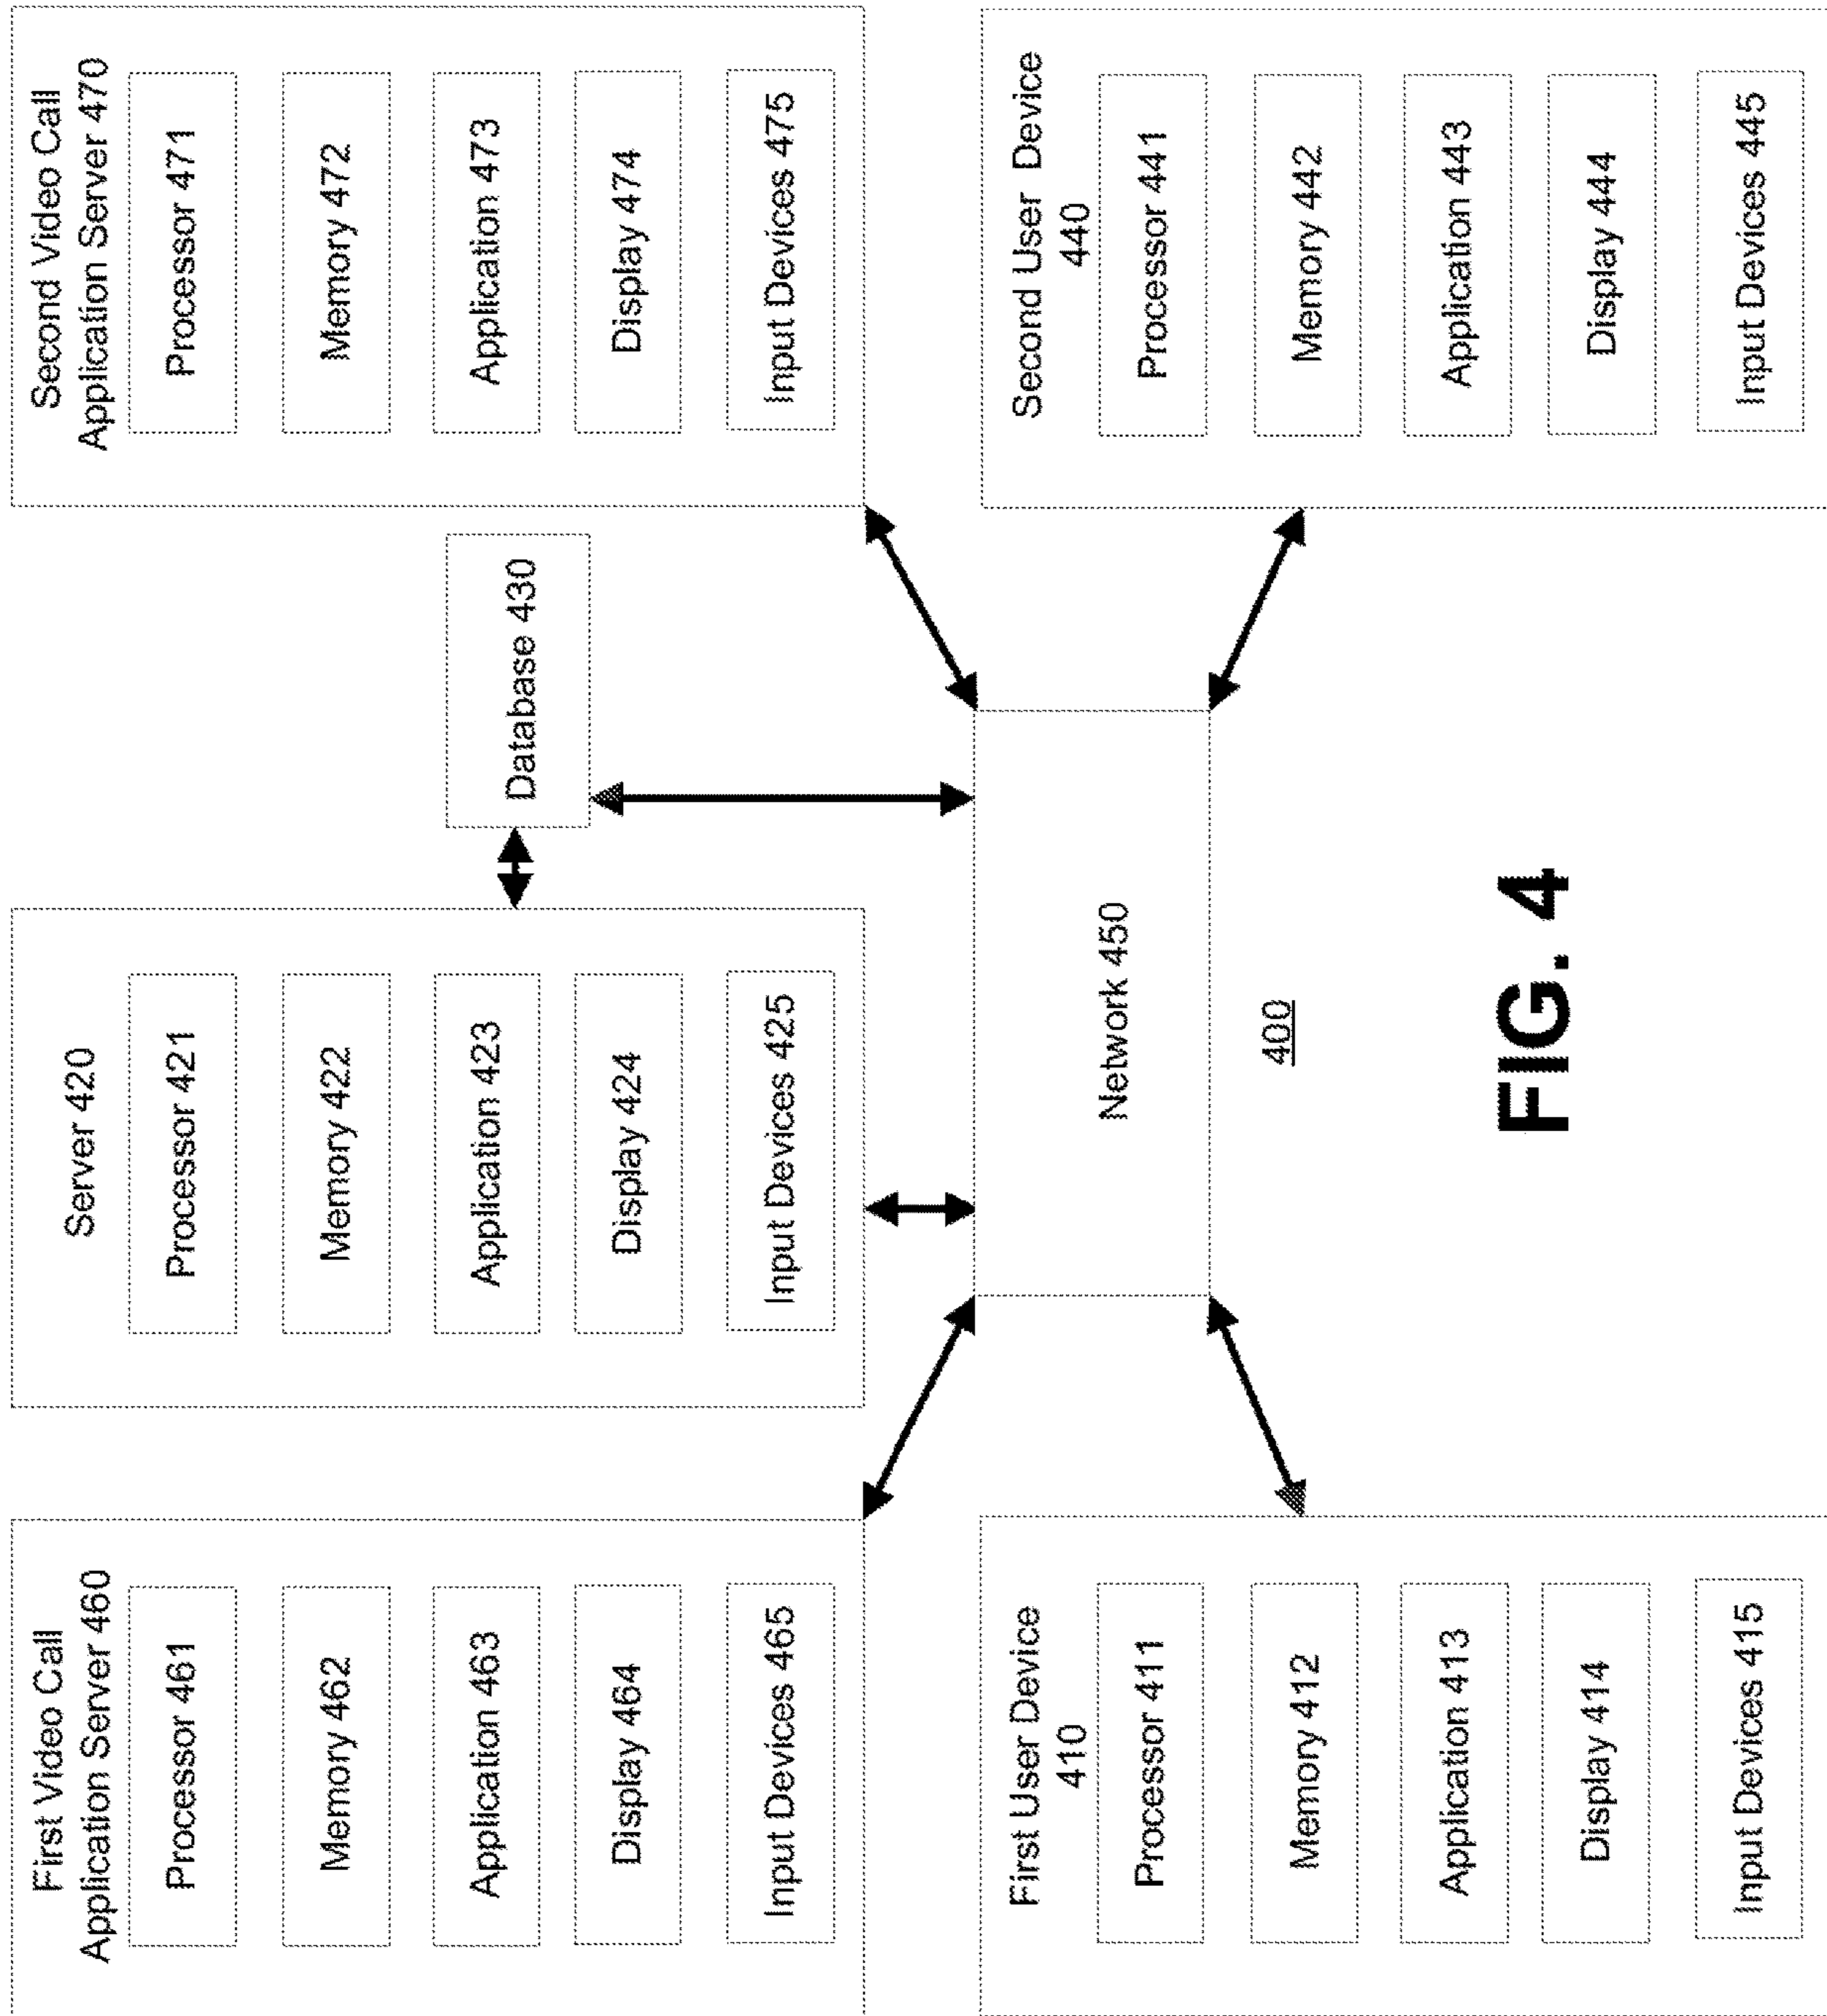 First Video Call
Application Server 460
Processor 461
Memory 462
Application 463
Display 464
Input Devices 465
Server 420
Processor 421
Memory 422
Application 423
Display 424
Input Devices 425
Database 430
Second Video Call
Application Server 470
Processor 471
Memory 472
Application 473
Display 474
Input Devices 475
First User Device
410
Processor 411
Memory 412
Application 413
Display 414
Input Devices 415
Network 450
400
Second User Device
440
Processor 441
Memory 442
Application 443
Display 444
Input Devices 445
FIG. 4